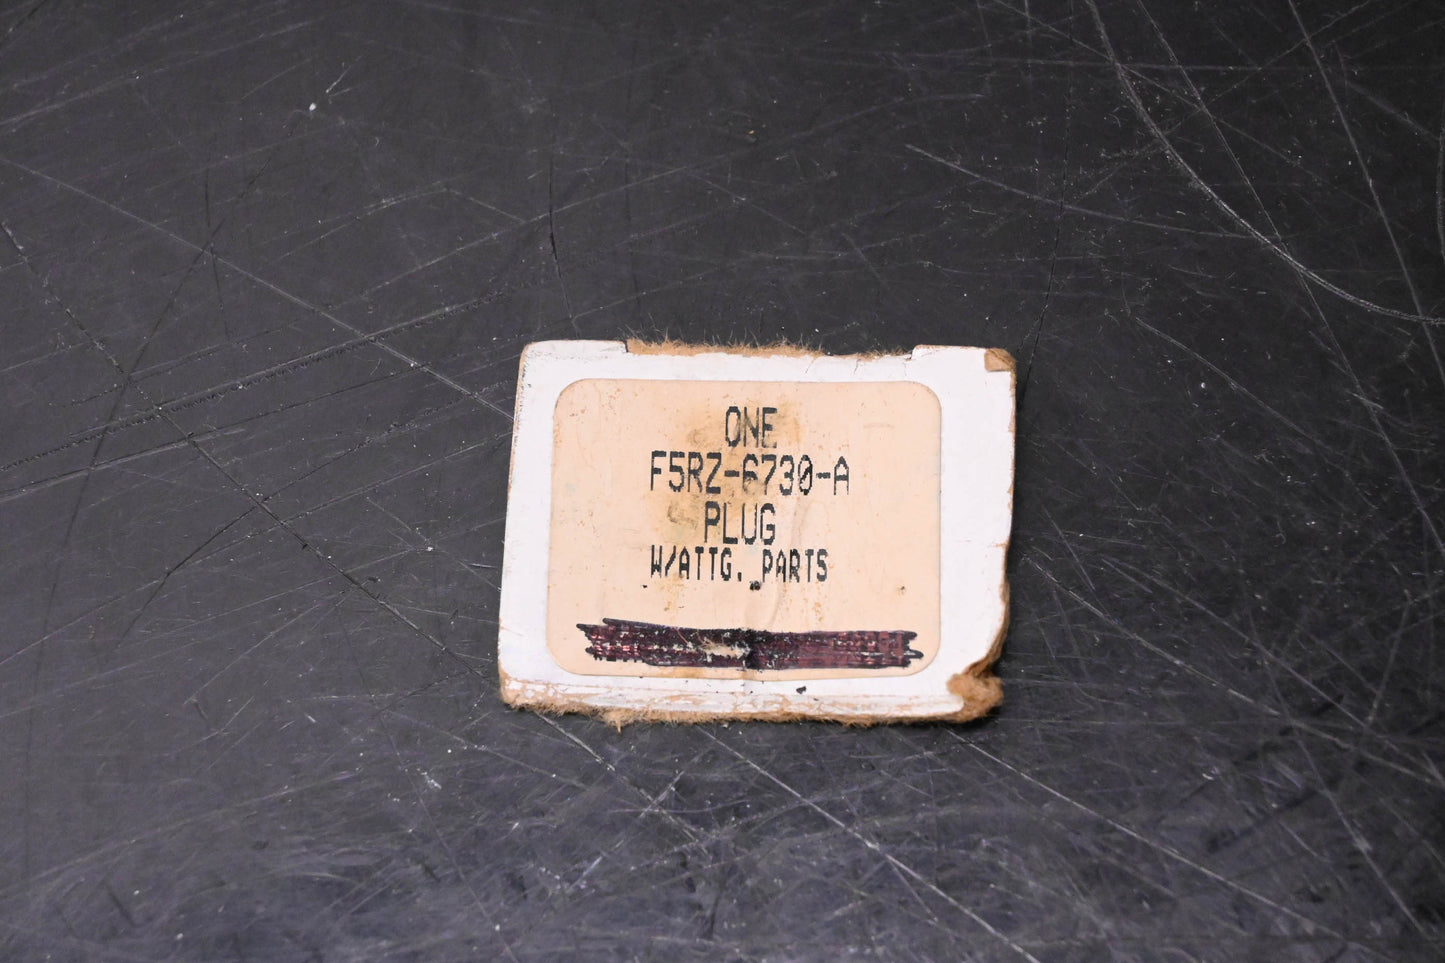 ONE
F5RZ-6730-A
PLUG
W/ATTG. PARTS